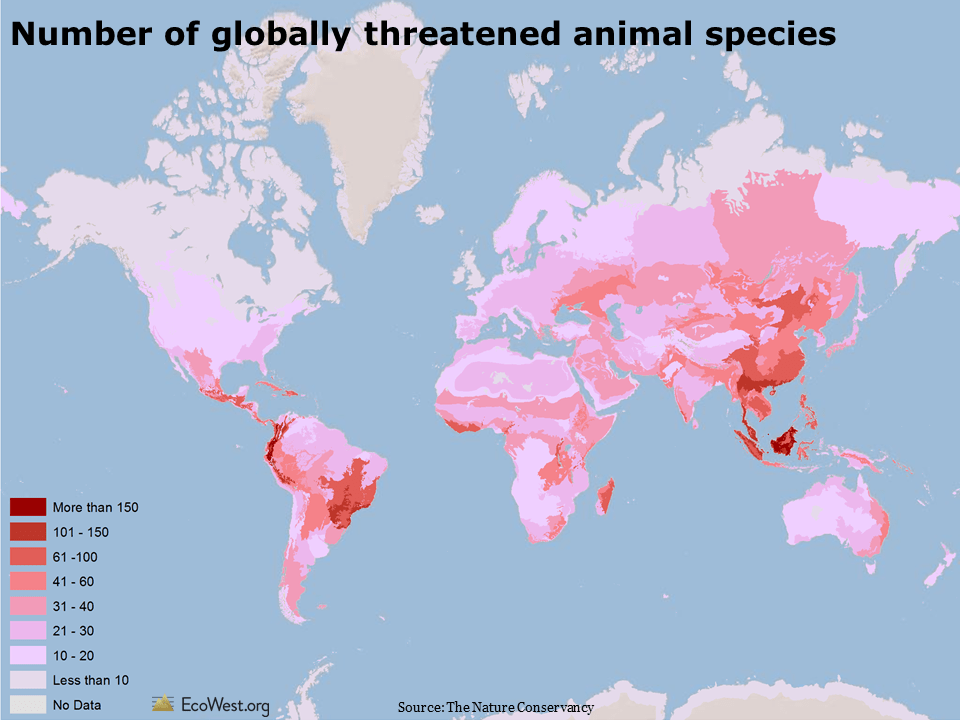 Number of globally threatened animal species
More than 150
101 - 150
61 -100
41 - 60
31 - 40
21 - 30
10 - 20
Less than 10
No Data
EcoWest.org
Source: The Nature Conservancy